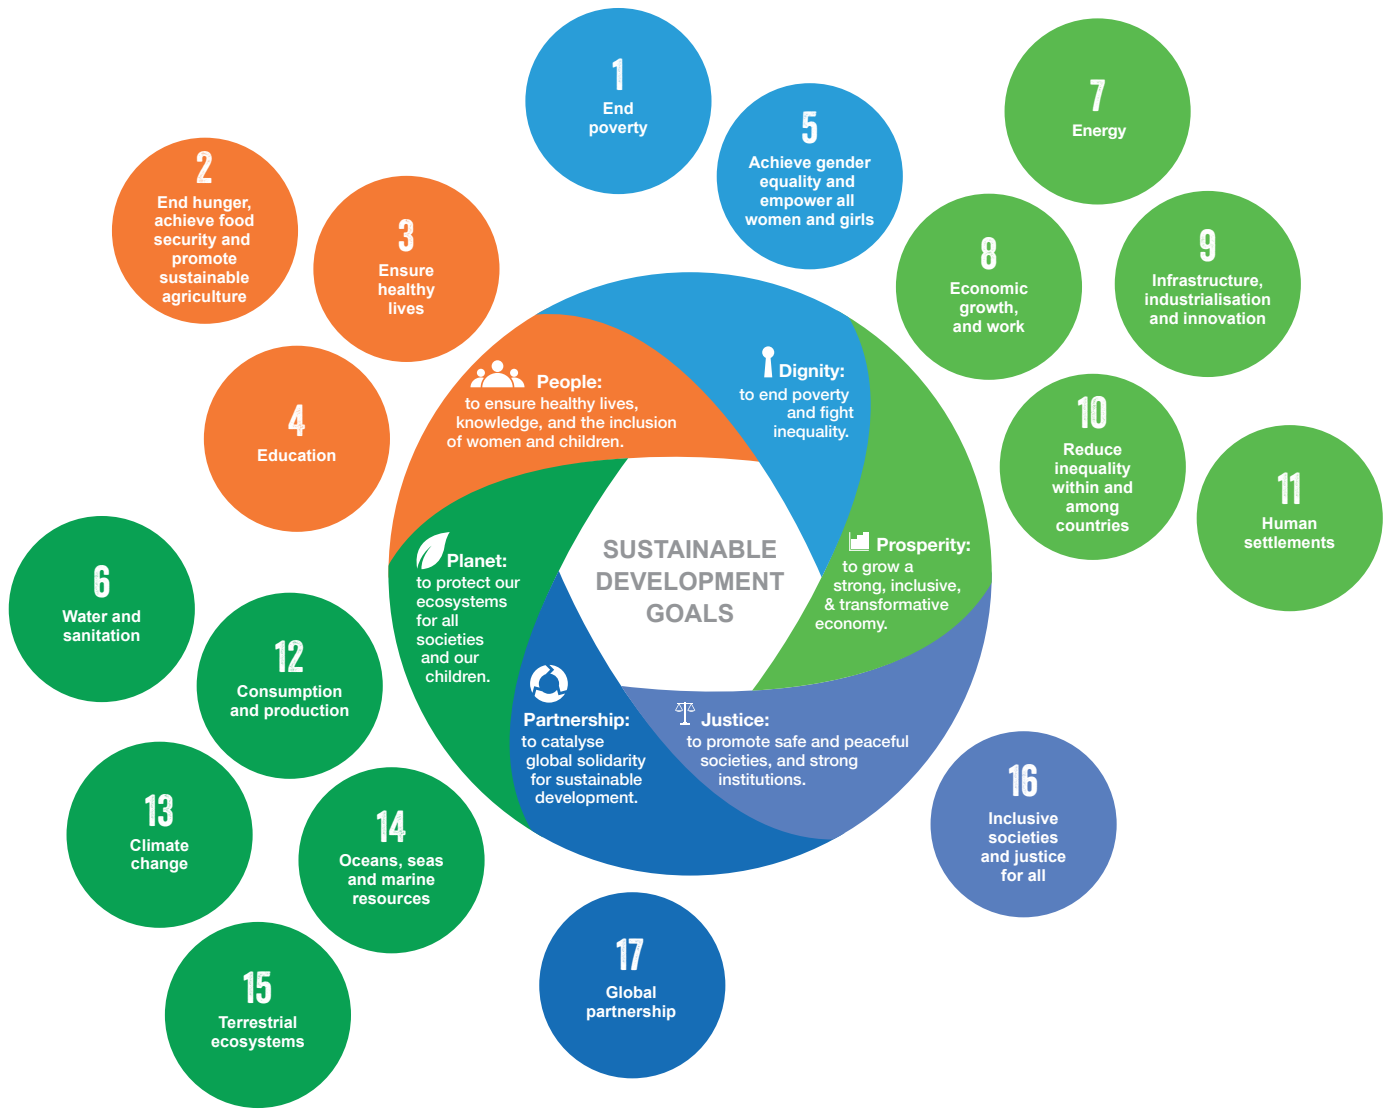 1
End
poverty
5
Achieve gender
equality and
empower all
women and girls
7
Energy
2
End hunger,
achieve food
security and
promote
sustainable
agriculture
3
Ensure
healthy
lives
8
Economic
growth,
and work
9
Infrastructure,
industrialisation
and innovation
4
Education
10
Reduce
inequality
within and
among
countries
11
Human
settlements
People:
to ensure healthy lives,
knowledge, and the inclusion
of women and children.
Dignity:
to end poverty
and fight
inequality.
SUSTAINABLE
DEVELOPMENT
GOALS
Planet:
to protect our
ecosystems
for all
societies
and our
children.
Prosperity:
to grow a
strong, inclusive,
& transformative
economy.
Partnership:
to catalyse
global solidarity
for sustainable
development.
Justice:
to promote safe and peaceful
societies, and strong
institutions.
6
Water and
sanitation
12
Consumption
and production
13
Climate
change
14
Oceans, seas
and marine
resources
15
Terrestrial
ecosystems
16
Inclusive
societies
and justice
for all
17
Global
partnership